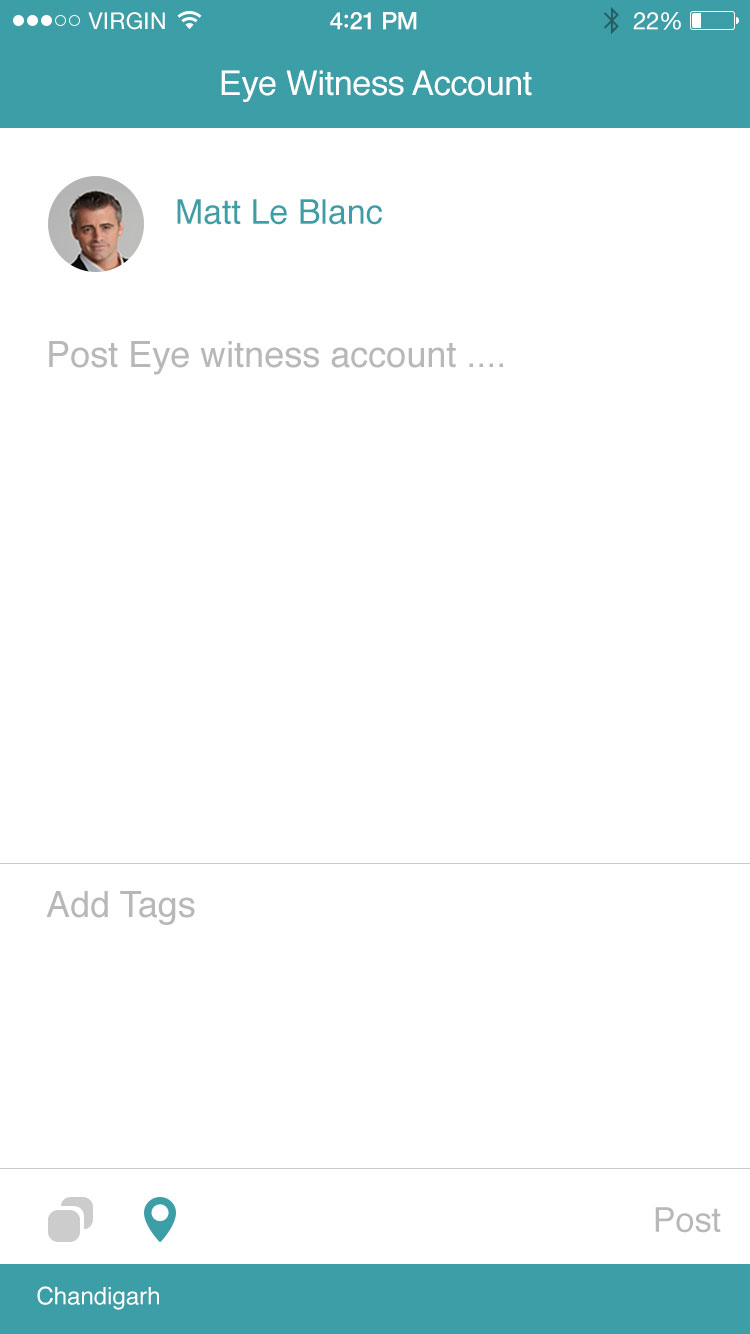 VIRGIN 4:21 PM 22%
Eye Witness Account
Matt Le Blanc
Post Eye witness account ....
Add Tags
Post
Chandigarh